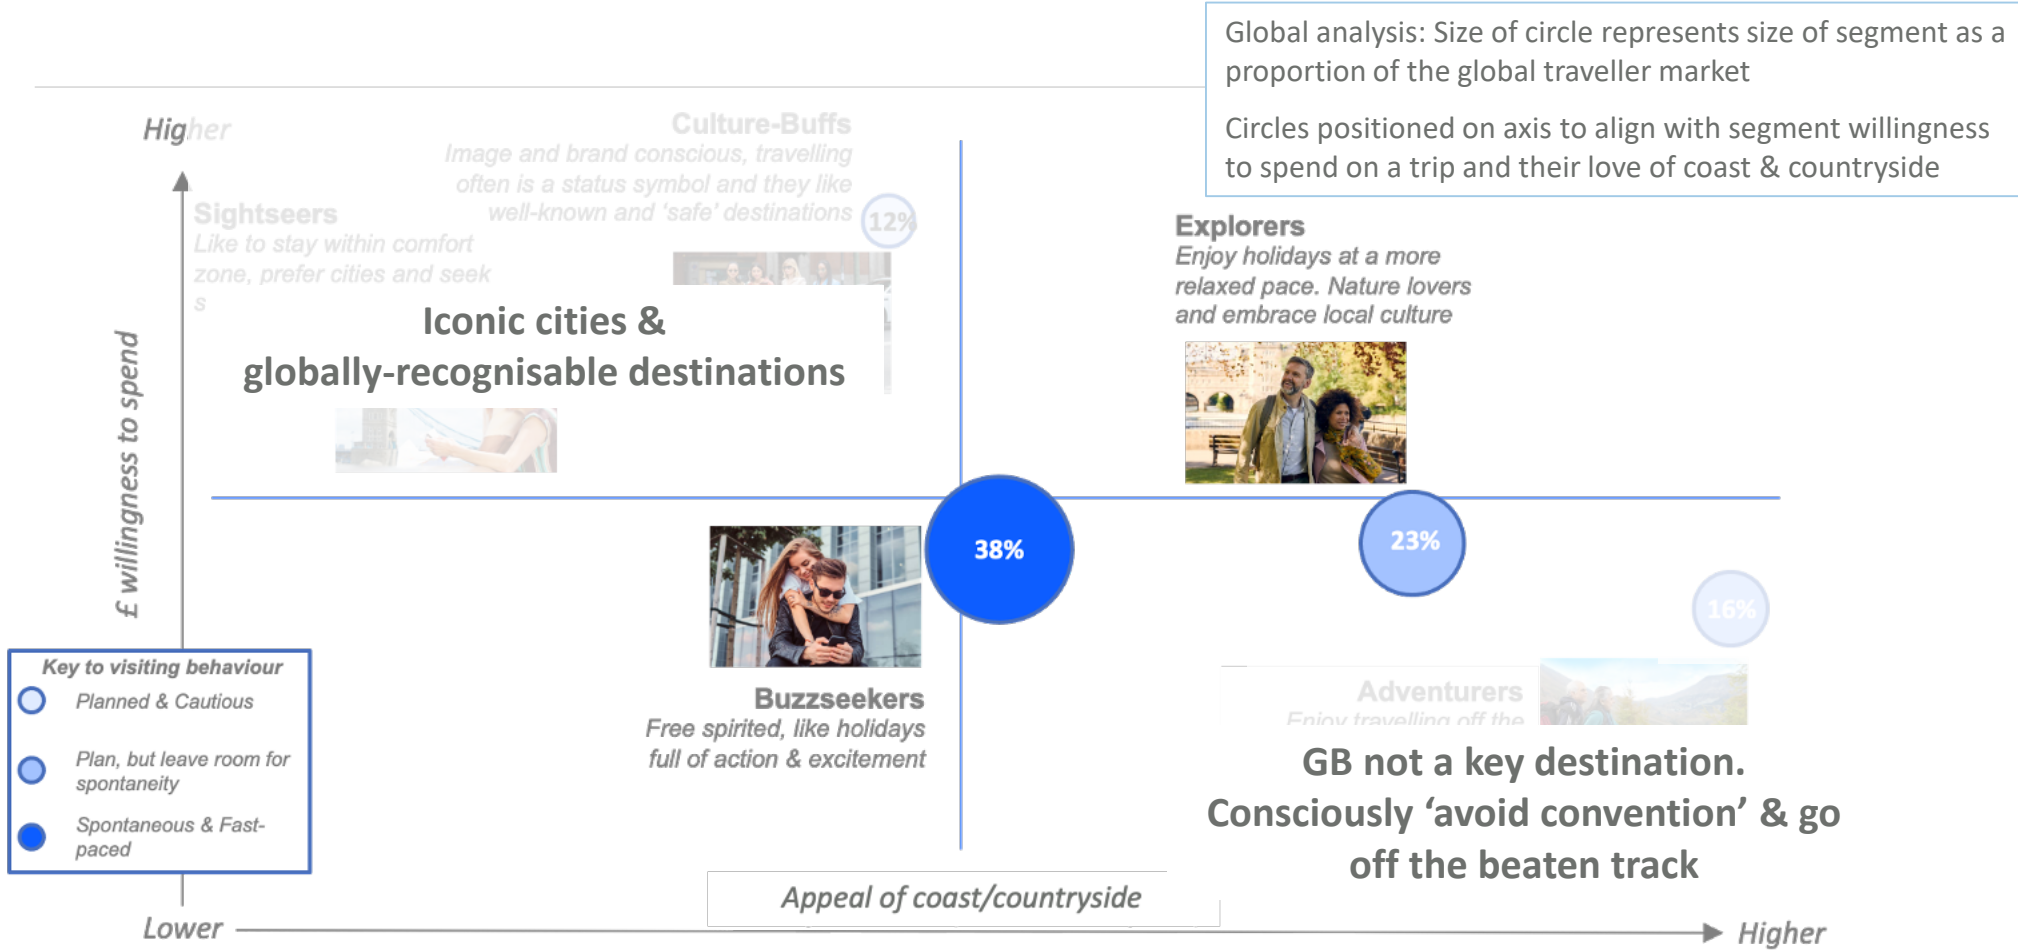 Global analysis: Size of circle represents size of segment as a
proportion of the global traveller market
Circles positioned on axis to align with segment willingness
to spend on a trip and their love of coast & countryside
Higher
Culture-Buffs
Image and brand conscious, travelling
often is a status symbol and they like
well-known and ‘safe’ destinations
12%
Sightseers
Like to stay within comfort
zone, prefer cities and seek
s
Iconic cities &
globally-recognisable destinations
Explorers
Enjoy holidays at a more
relaxed pace. Nature lovers
and embrace local culture
£ willingness to spend
38%
23%
16%
Buzzseekers
Free spirited, like holidays
full of action & excitement
Adventurers
Enjoy travelling off the
GB not a key destination.
Consciously ‘avoid convention’ & go
off the beaten track
Key to visiting behaviour
Planned & Cautious
Plan, but leave room for
spontaneity
Spontaneous & Fast-
paced
Appeal of coast/countryside
Lower
Higher